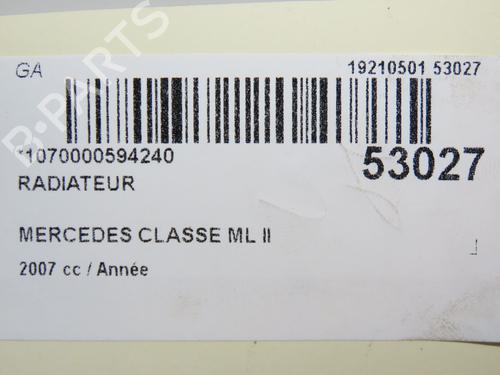 GA
19210501 53027
*1070000594240
53027
RADIATEUR
MERCEDES CLASSE ML II
2007 cc / Année
B-PARTS